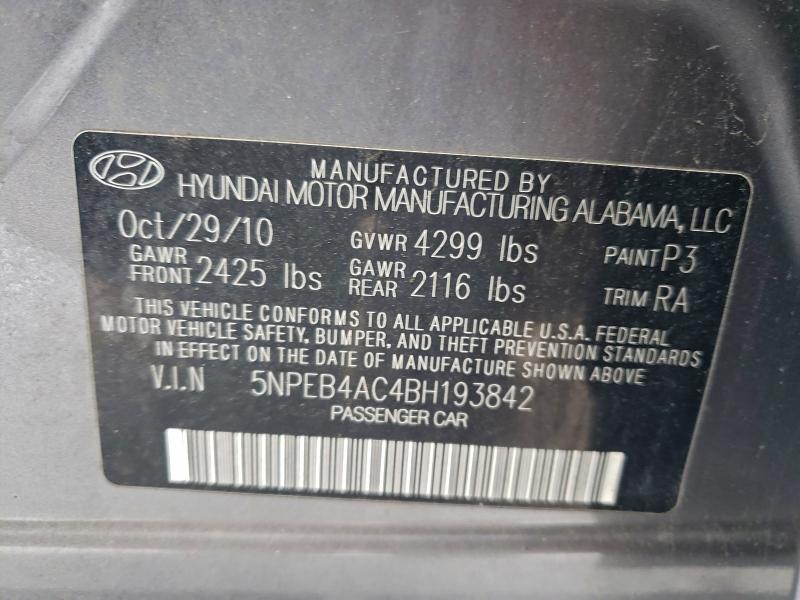 MANUFACTURED BY
HYUNDAI MOTOR MANUFACTURING ALABAMA, LLC
Oct/29/10 GVWR 4299 lbs PAINT P3
GAWR FRONT 2425 lbs GAWR REAR 2116 lbs TRIM RA
THIS VEHICLE CONFORMS TO ALL APPLICABLE U.S.A. FEDERAL
MOTOR VEHICLE SAFETY, BUMPER, AND THEFT PREVENTION STANDARDS
IN EFFECT ON THE DATE OF MANUFACTURE SHOWN ABOVE
V.I.N 5NPEB4AC4BH193842
PASSENGER CAR